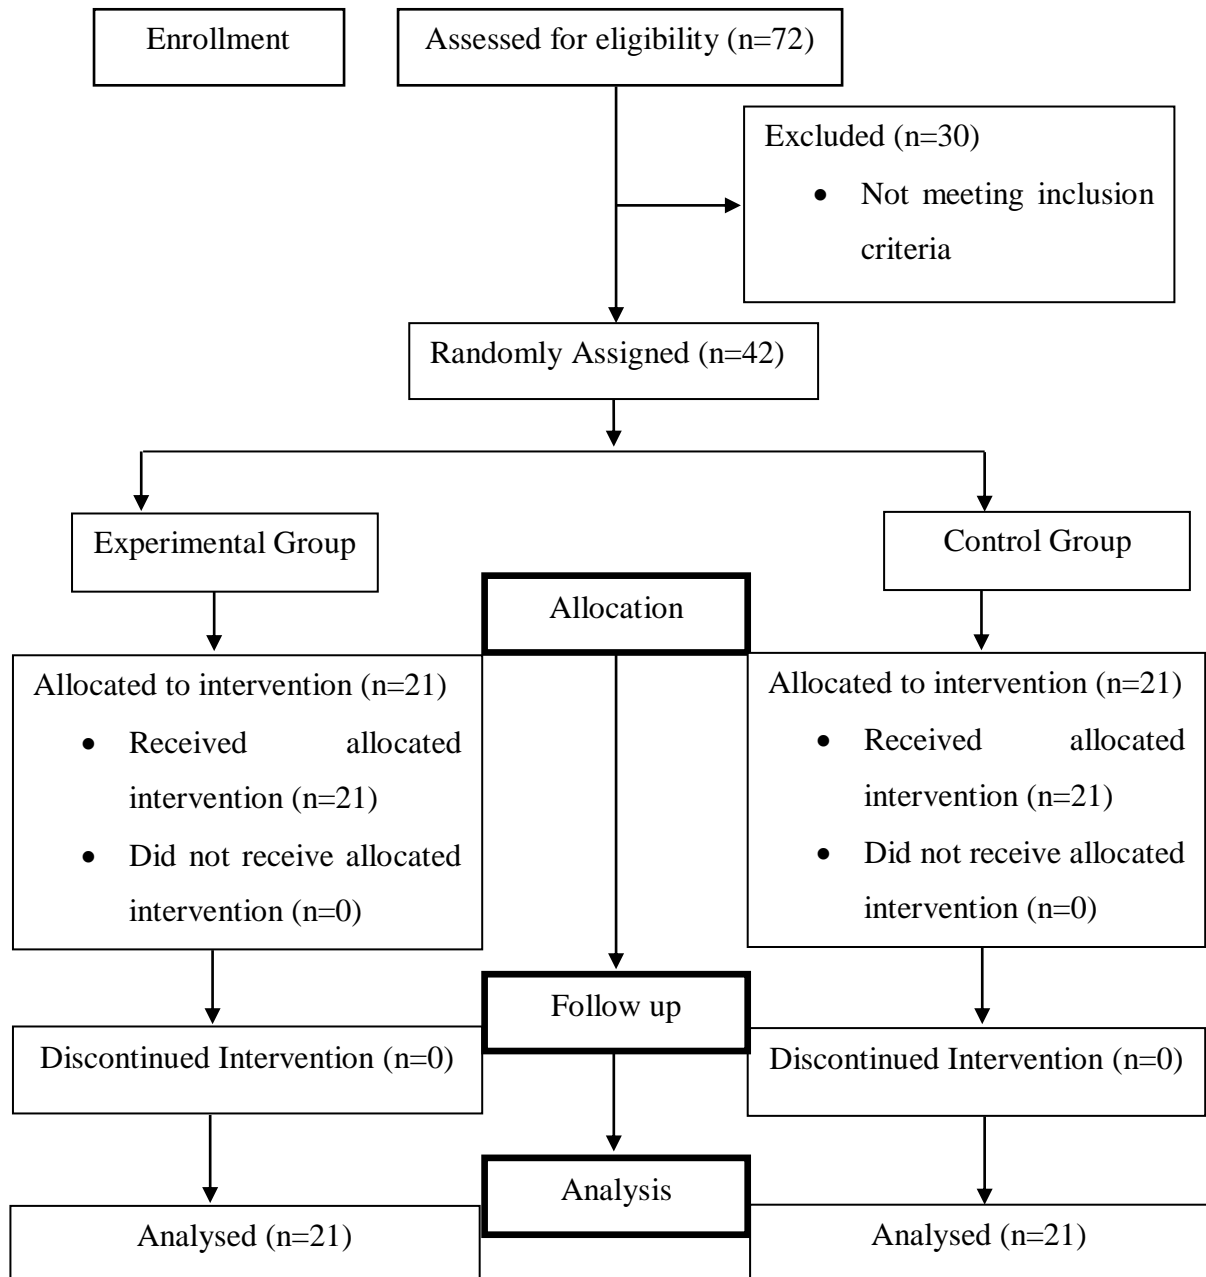 Enrollment
Assessed for eligibility (n=72)
Excluded (n=30)
• Not meeting inclusion
criteria
Randomly Assigned (n=42)
Experimental Group
Control Group
Allocation
Allocated to intervention (n=21)
• Received allocated
intervention (n=21)
• Did not receive allocated
intervention (n=0)
Allocated to intervention (n=21)
• Received allocated
intervention (n=21)
• Did not receive allocated
intervention (n=0)
Follow up
Discontinued Intervention (n=0)
Discontinued Intervention (n=0)
Analysis
Analysed (n=21)
Analysed (n=21)